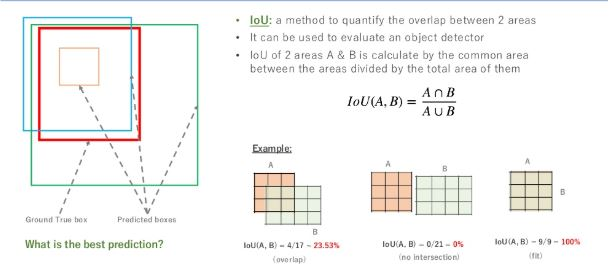 • IoU: a method to quantify the overlap between 2 areas
• It can be used to evaluate an object detector
• IoU of 2 areas A & B is calculate by the common area
between the areas divided by the total area of them
IoU(A, B) = A ∩ B / A ∪ B
Ground True box
Predicted boxes
What is the best prediction?
Example:
A
B
IoU(A, B) = 4/17 ~ 23.53%
(overlap)
A
B
IoU(A, B) = 0/21 = 0%
(no intersection)
A
B
IoU(A, B) = 9/9 = 100%
(fit)